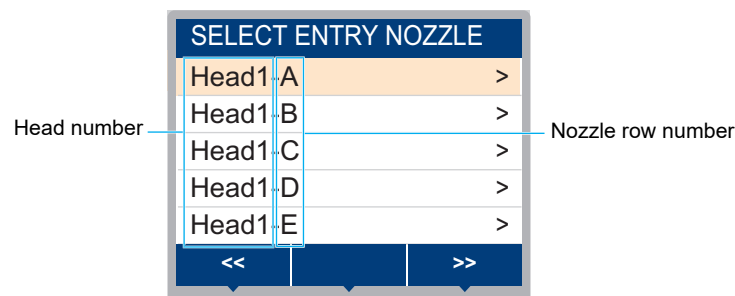 SELECT ENTRY NOZZLE
Head1-A >
Head1-B >
Head number
Nozzle row number
Head1-C >
Head1-D >
Head1-E >
<< >>